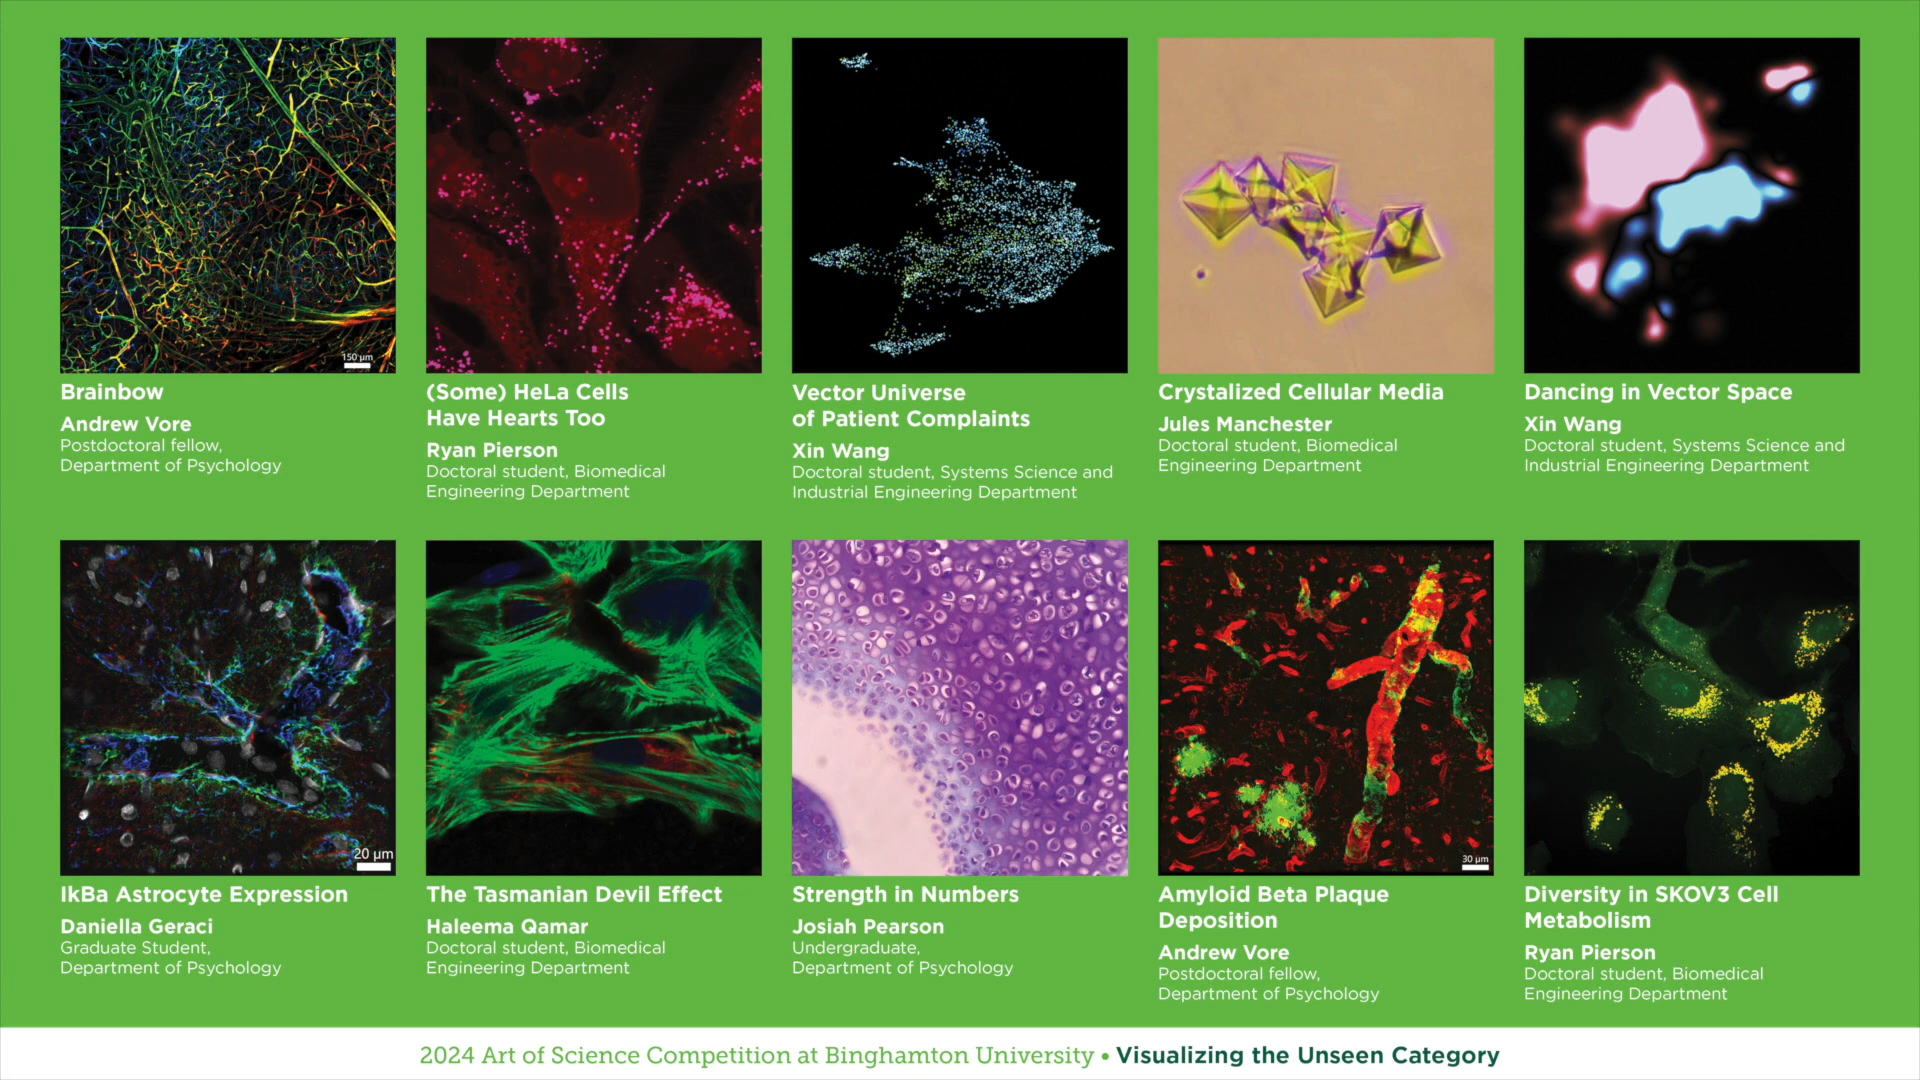 150 µm
Brainbow
Andrew Vore
Postdoctoral fellow,
Department of Psychology
(Some) HeLa Cells
Have Hearts Too
Ryan Pierson
Doctoral student, Biomedical
Engineering Department
Vector Universe
of Patient Complaints
Xin Wang
Doctoral student, Systems Science and
Industrial Engineering Department
Crystalized Cellular Media
Jules Manchester
Doctoral student, Biomedical
Engineering Department
Dancing in Vector Space
Xin Wang
Doctoral student, Systems Science and
Industrial Engineering Department
20 µm
IkBa Astrocyte Expression
Daniella Geraci
Graduate Student,
Department of Psychology
The Tasmanian Devil Effect
Haleema Qamar
Doctoral student, Biomedical
Engineering Department
Strength in Numbers
Josiah Pearson
Undergraduate,
Department of Psychology
30 µm
Amyloid Beta Plaque
Deposition
Andrew Vore
Postdoctoral fellow,
Department of Psychology
Diversity in SKOV3 Cell
Metabolism
Ryan Pierson
Doctoral student, Biomedical
Engineering Department
2024 Art of Science Competition at Binghamton University • Visualizing the Unseen Category